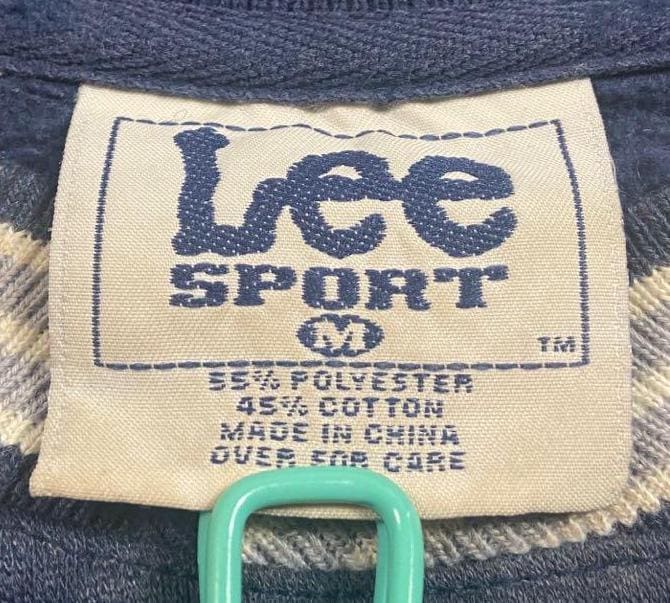 Lee
SPORT
M
TM
55% POLYESTER
45% COTTON
MADE IN CHINA
OVER FOR CARE